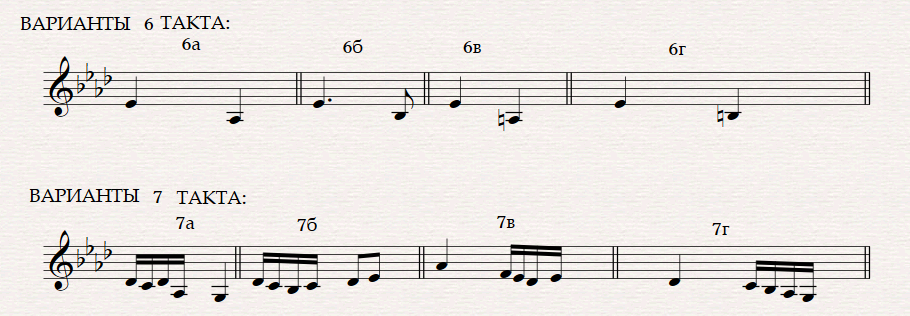 ВАРИАНТЫ 6 ТАКТА:
6а 6б 6в 6г
ВАРИАНТЫ 7 ТАКТА:
7а 7б 7в 7г